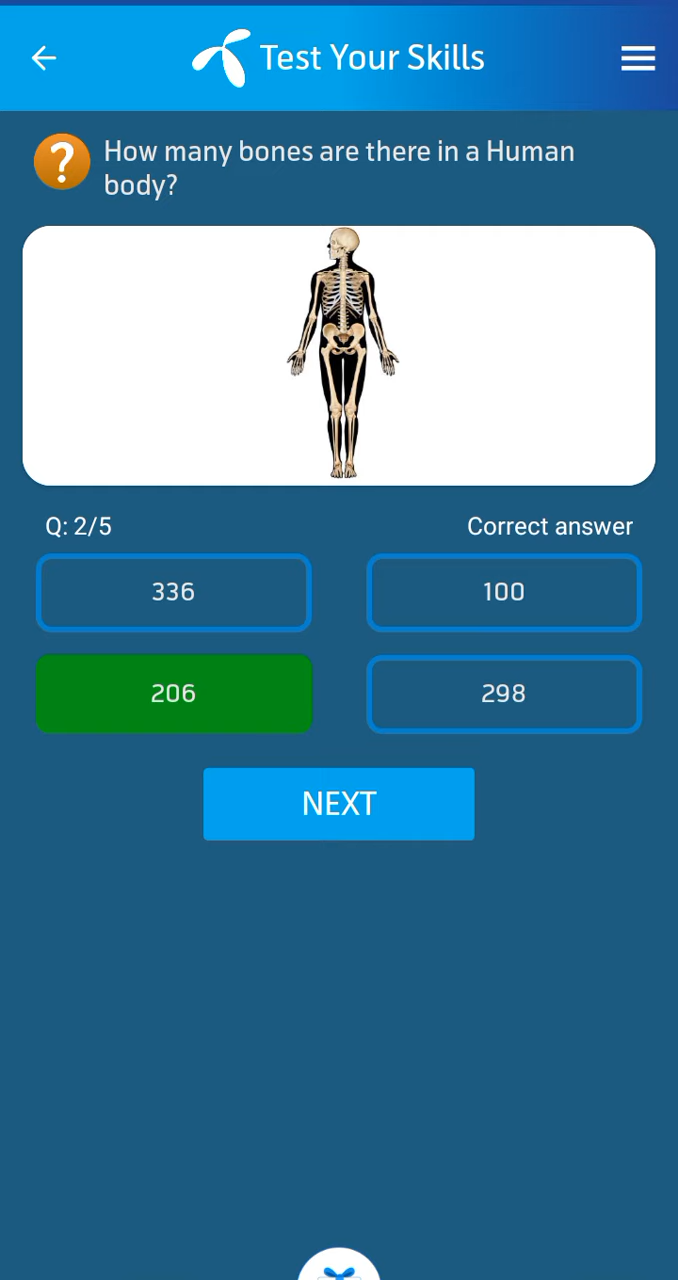 Test Your Skills
?
How many bones are there in a Human
body?
Q: 2/5
Correct answer
336
100
206
298
NEXT